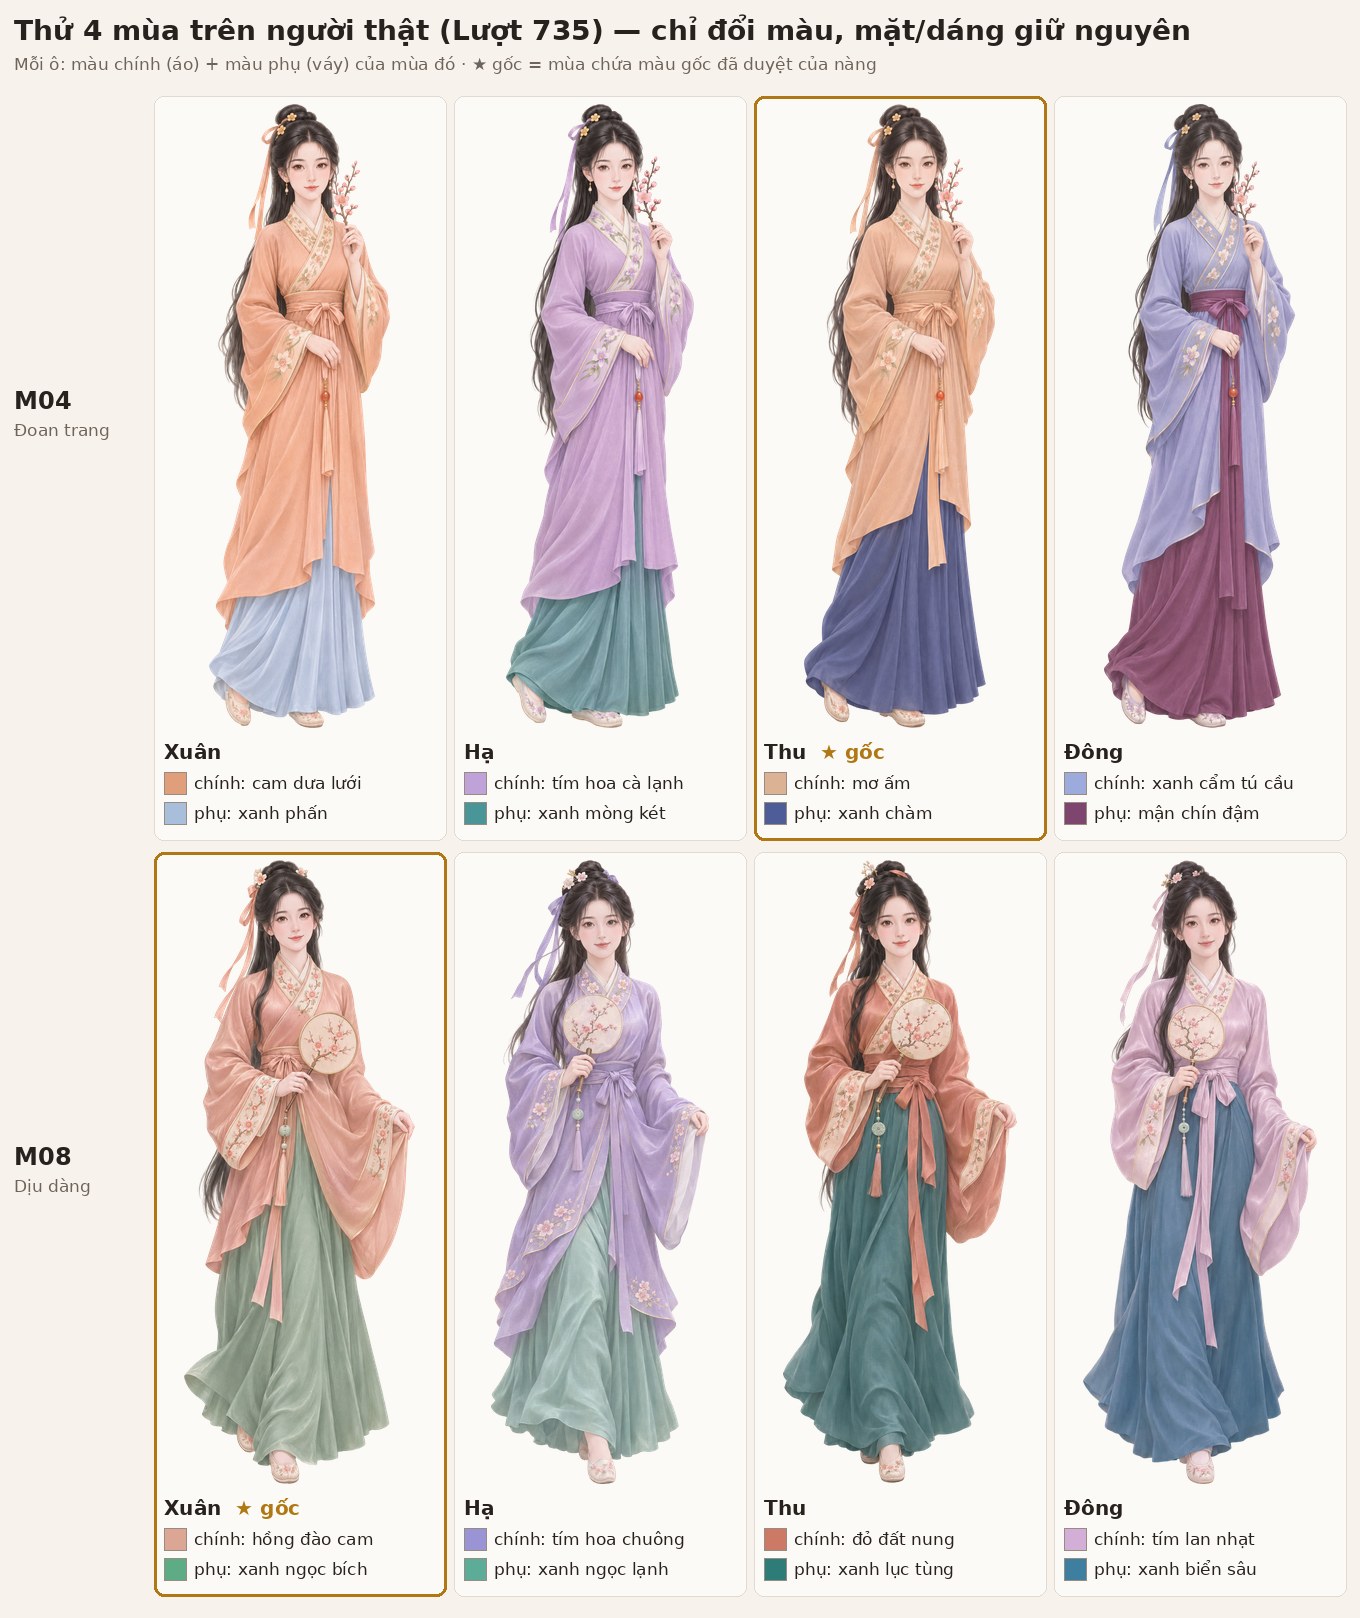 Thử 4 mùa trên người thật (Lượt 735) — chỉ đổi màu, mặt/dáng giữ nguyên
Mỗi ô: màu chính (áo) + màu phụ (váy) của mùa đó · ★ gốc = mùa chứa màu gốc đã duyệt của nàng
M04
Đoan trang
Xuân
chính: cam dưa lưới
phụ: xanh phấn
Hạ
chính: tím hoa cà lạnh
phụ: xanh mòng két
Thu ★ gốc
chính: mơ ấm
phụ: xanh chàm
Đông
chính: xanh cẩm tú cầu
phụ: mận chín đậm
M08
Dịu dàng
Xuân ★ gốc
chính: hồng đào cam
phụ: xanh ngọc bích
Hạ
chính: tím hoa chuông
phụ: xanh ngọc lạnh
Thu
chính: đỏ đất nung
phụ: xanh lục tùng
Đông
chính: tím lan nhạt
phụ: xanh biển sâu